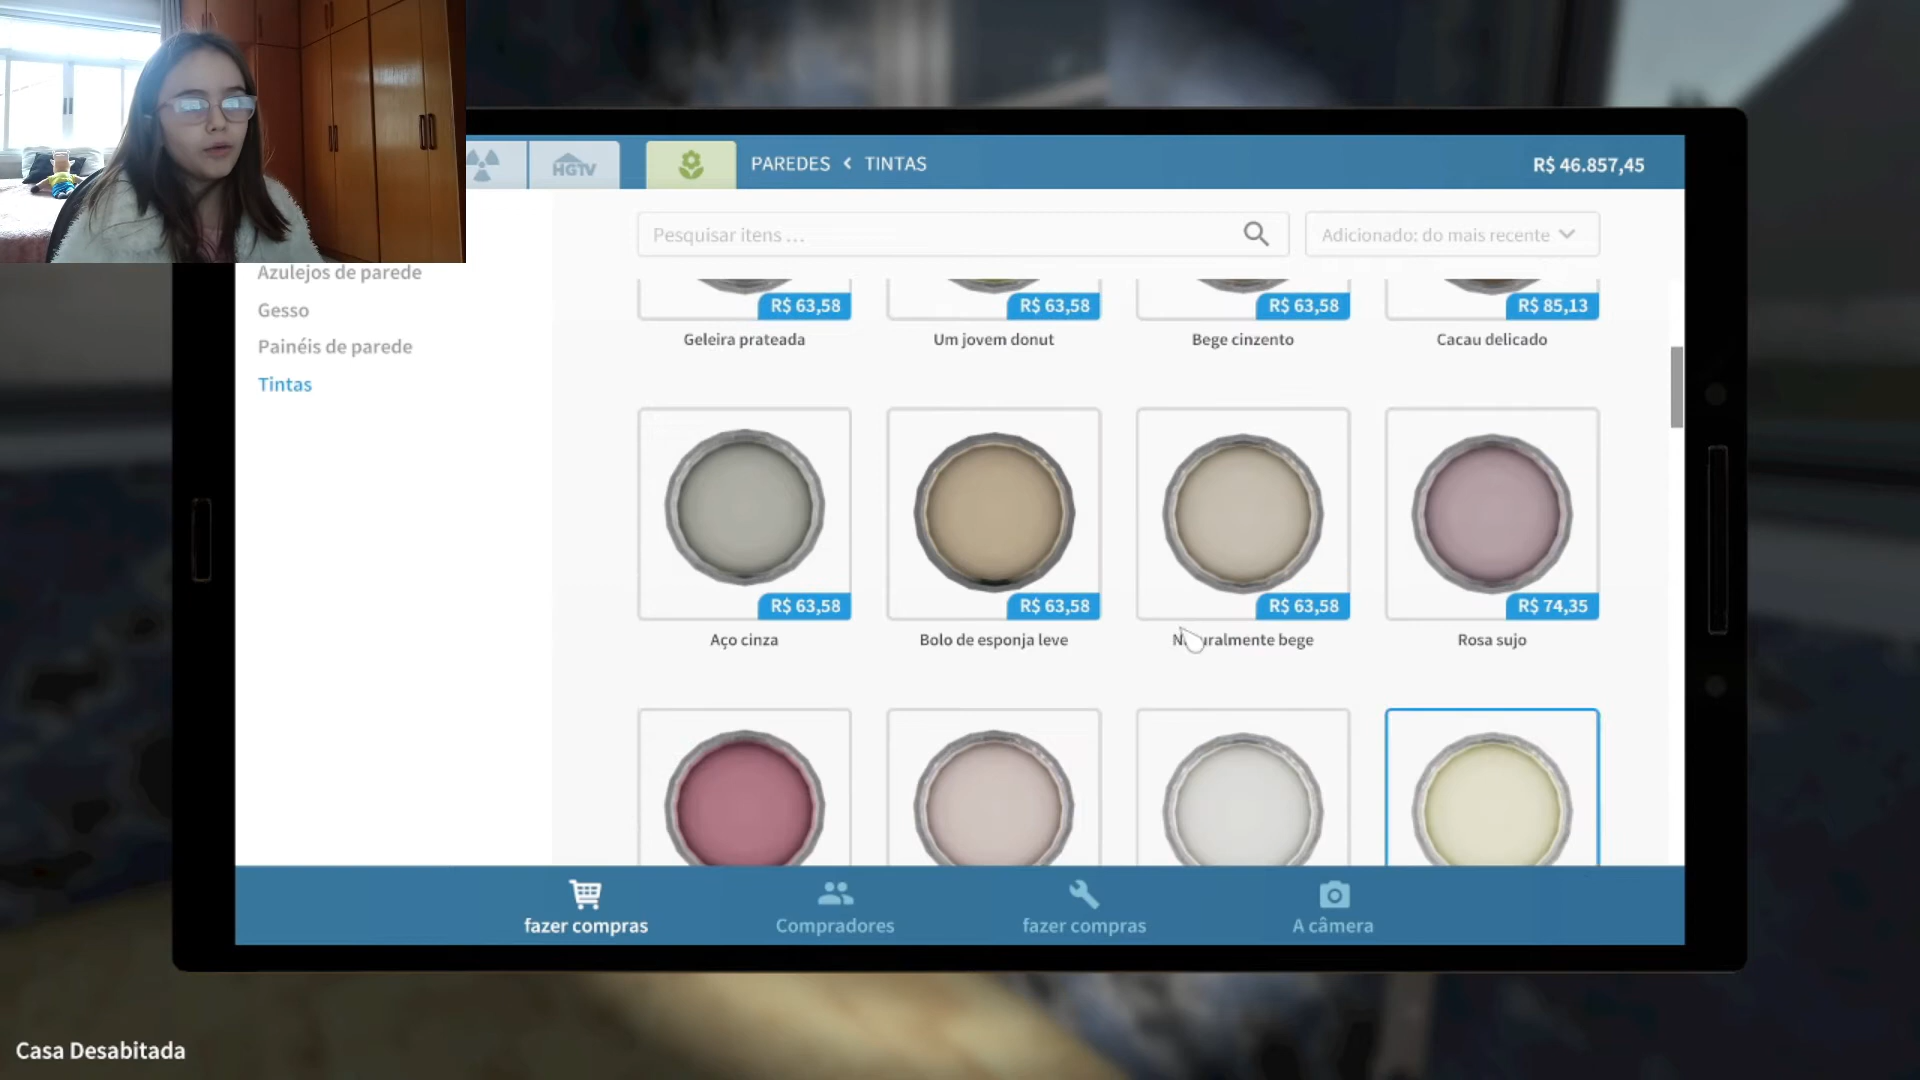 HGTV
PAREDES < TINTAS
R$ 46.857,45
Pesquisar itens ...
Adicionado: do mais recente
Azulejos de parede
Gesso
Painéis de parede
Tintas
R$ 63,58
R$ 63,58
R$ 63,58
R$ 85,13
Geleira prateada
Um jovem donut
Bege cinzento
Cacau delicado
R$ 63,58
R$ 63,58
R$ 63,58
R$ 74,35
Aço cinza
Bolo de esponja leve
bege
Rosa sujo
fazer compras
Compradores
fazer compras
A câmera
Casa Desabitada